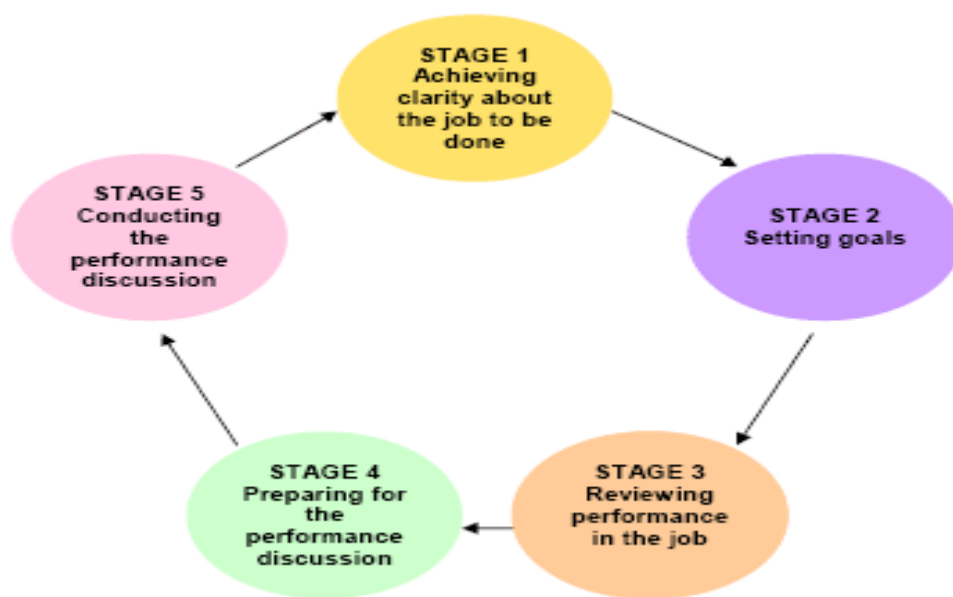 STAGE 1
Achieving
clarity about
the job to be
done
STAGE 2
Setting goals
STAGE 3
Reviewing
performance
in the job
STAGE 4
Preparing for
the
performance
discussion
STAGE 5
Conducting
the
performance
discussion